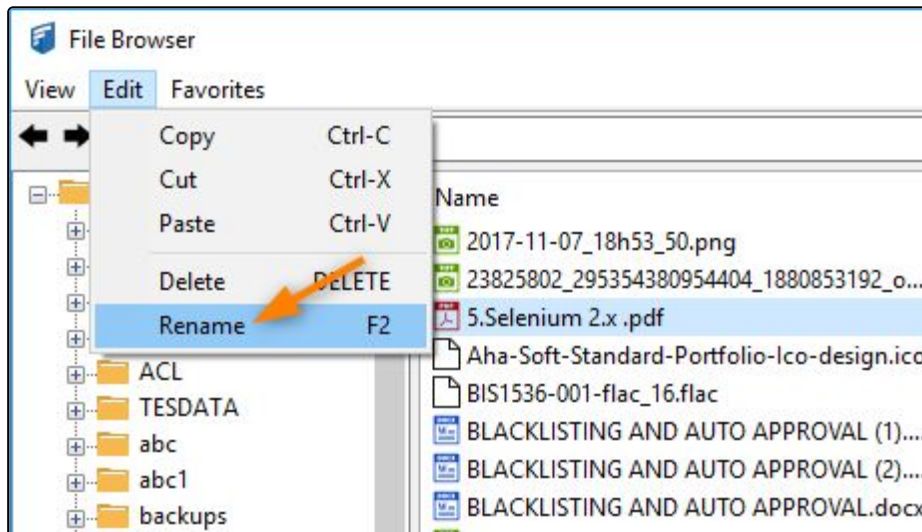 File Browser
View Edit Favorites
Copy Ctrl-C
Cut Ctrl-X
Paste Ctrl-V
Delete DELETE
Rename F2
ACL
TESDATA
abc
abc1
backups
Name
2017-11-07_18h53_50.png
23825802_295354380954404_1880853192_o...
5.Selenium 2.x .pdf
Aha-Soft-Standard-Portfolio-Ico-design.ico
BIS1536-001-flac_16.flac
BLACKLISTING AND AUTO APPROVAL (1)....
BLACKLISTING AND AUTO APPROVAL (2)....
BLACKLISTING AND AUTO APPROVAL.docx